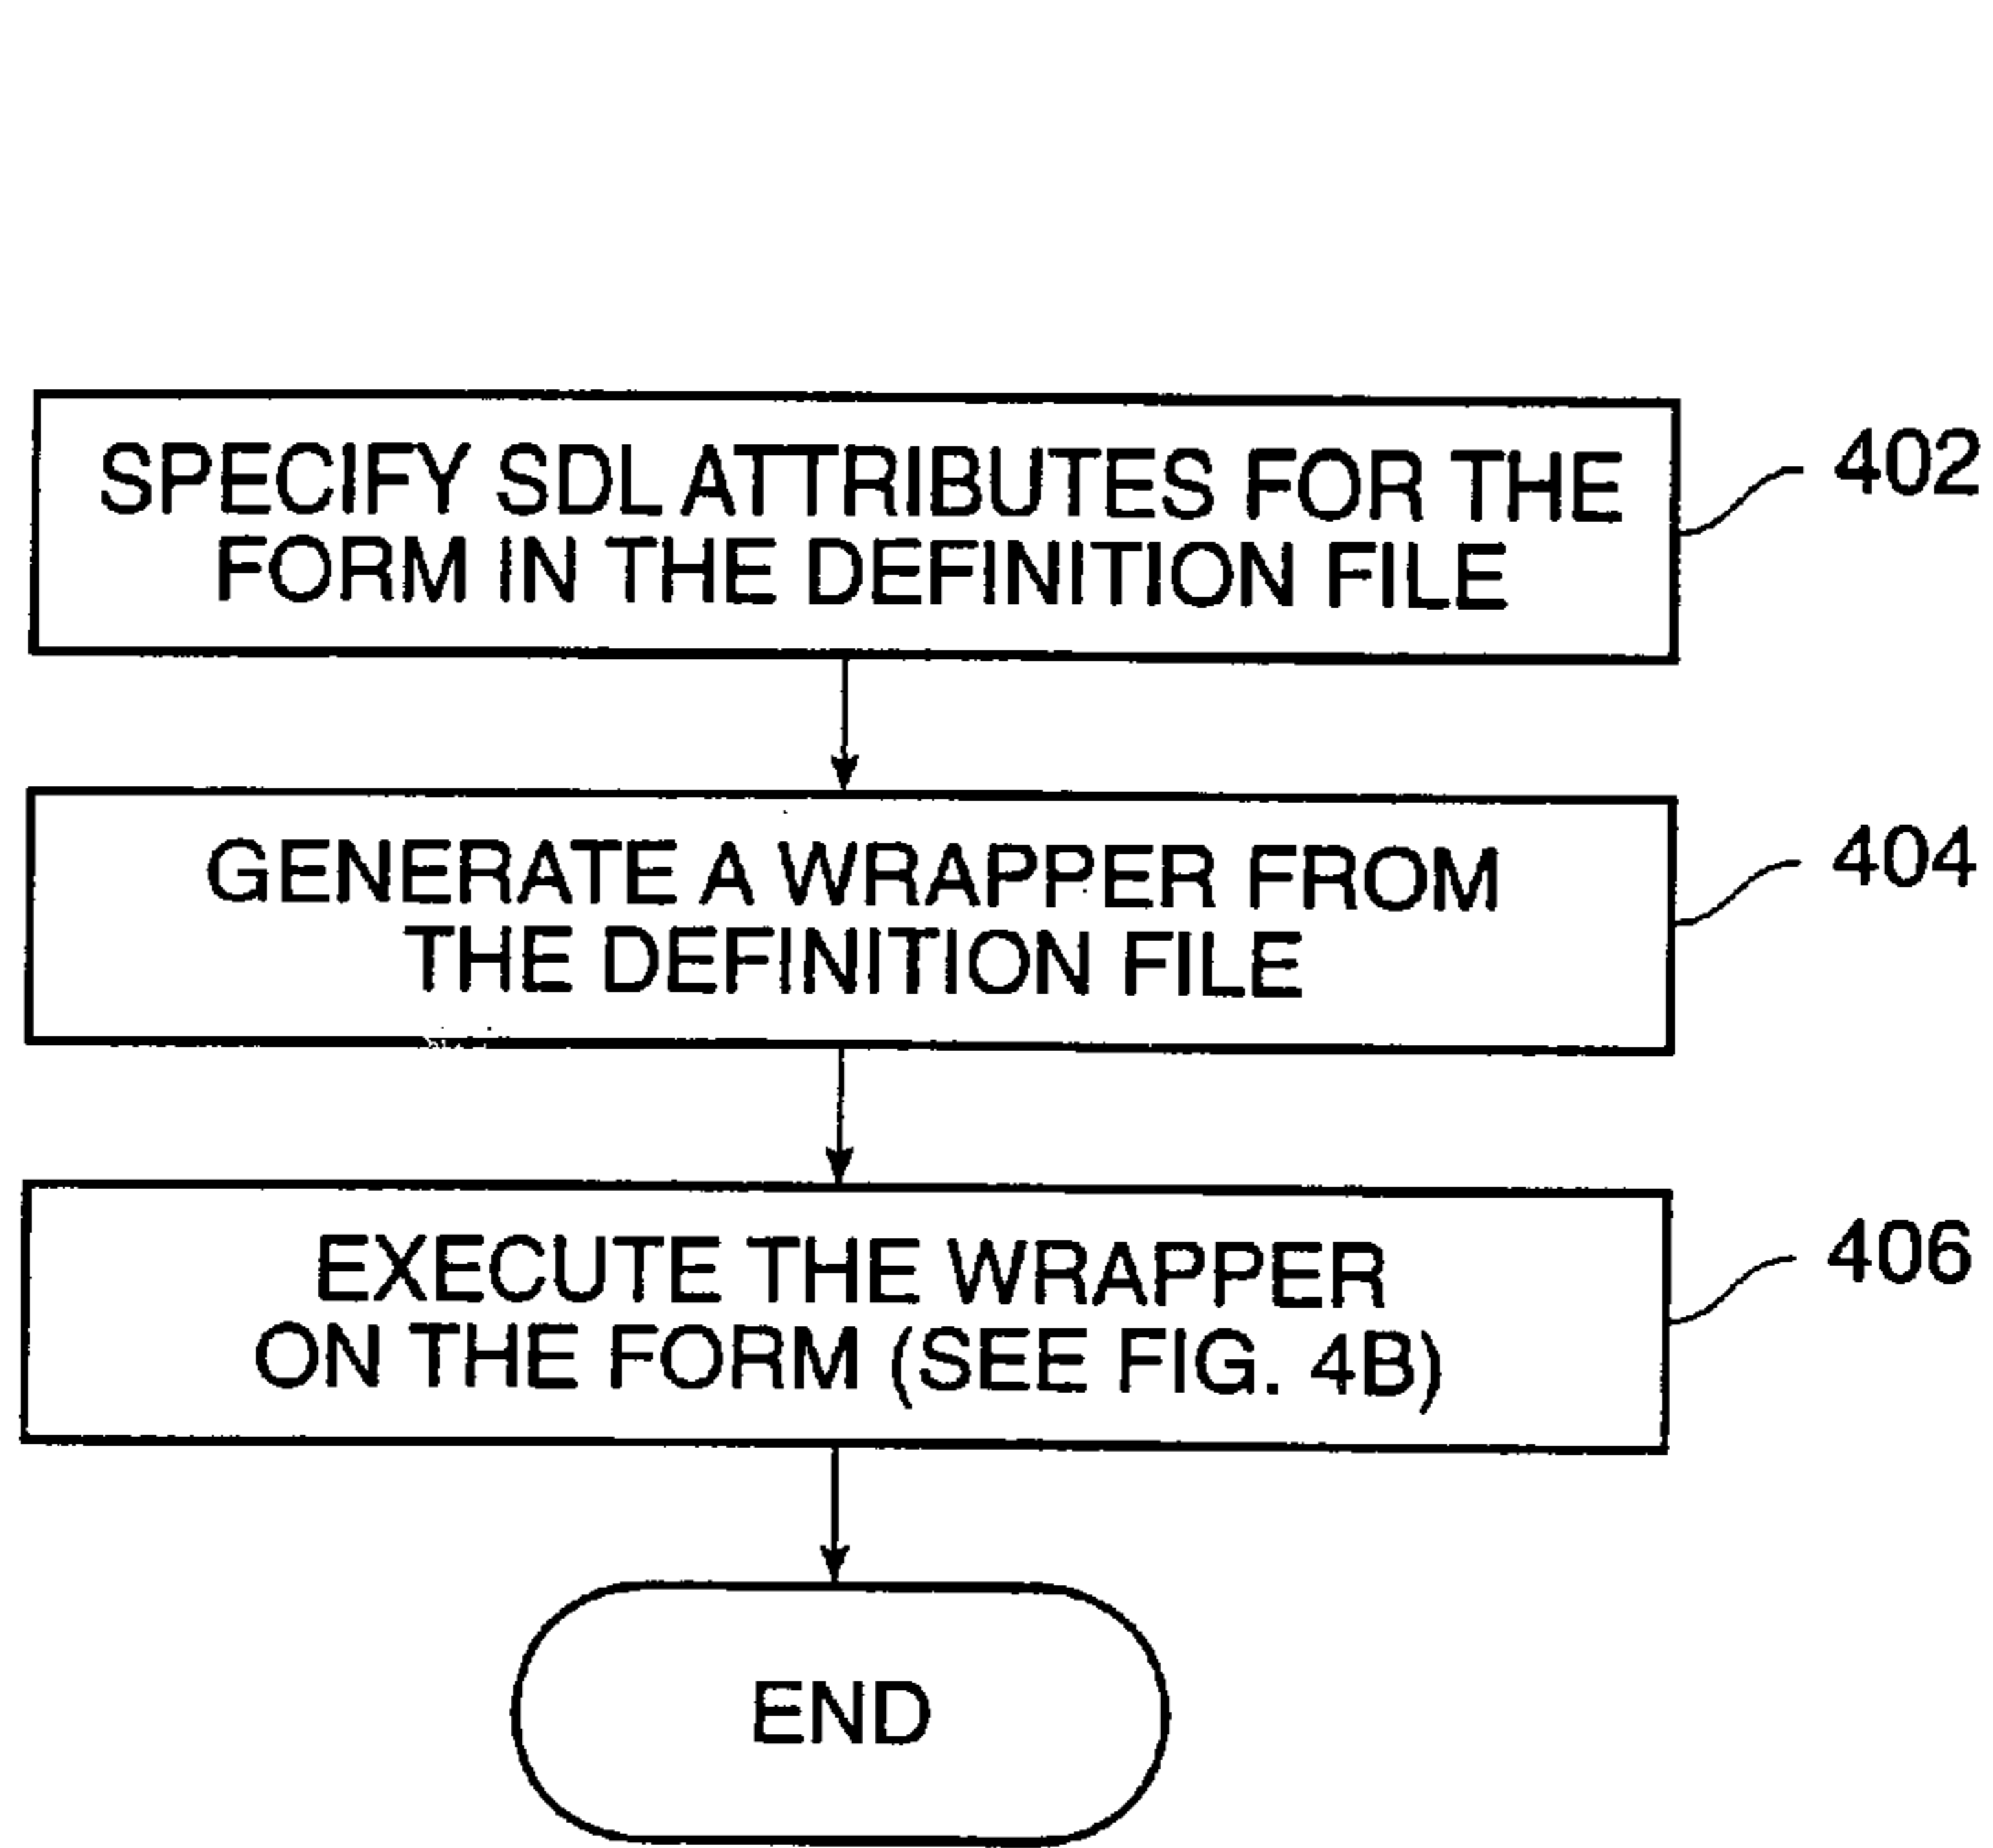 SPECIFY SDL ATTRIBUTES FOR THE
FORM IN THE DEFINITION FILE
402
GENERATE A WRAPPER FROM
THE DEFINITION FILE
404
EXECUTE THE WRAPPER
ON THE FORM (SEE FIG. 4B)
406
END